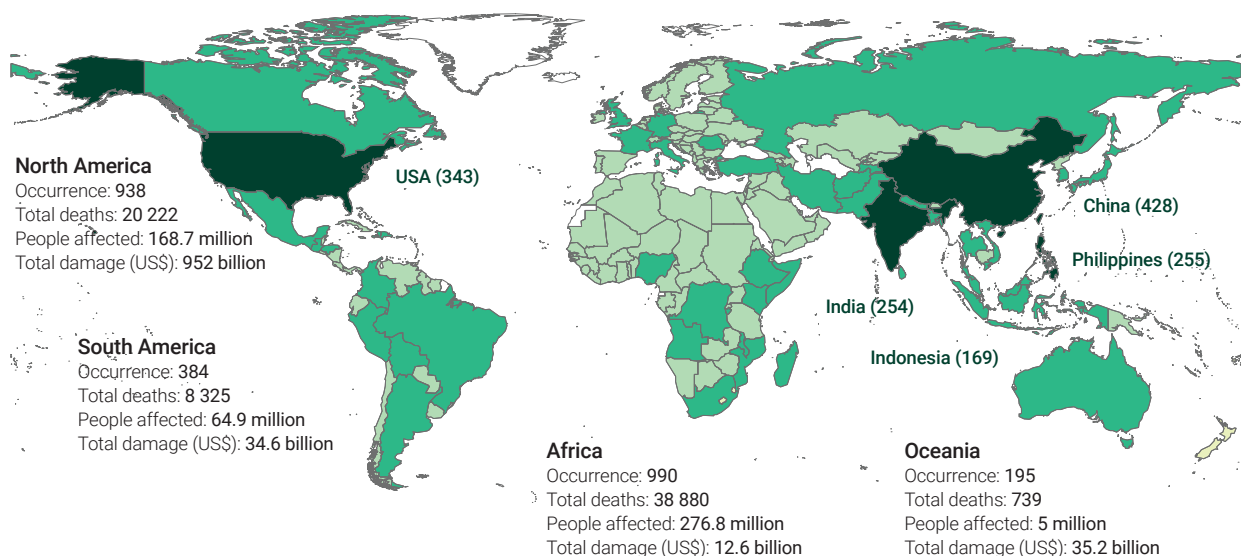 North America
Occurrence: 938
Total deaths: 20 222
People affected: 168.7 million
Total damage (US$): 952 billion
USA (343)
China (428)
Philippines (255)
India (254)
Indonesia (169)
South America
Occurrence: 384
Total deaths: 8 325
People affected: 64.9 million
Total damage (US$): 34.6 billion
Africa
Occurrence: 990
Total deaths: 38 880
People affected: 276.8 million
Total damage (US$): 12.6 billion
Oceania
Occurrence: 195
Total deaths: 739
People affected: 5 million
Total damage (US$): 35.2 billion